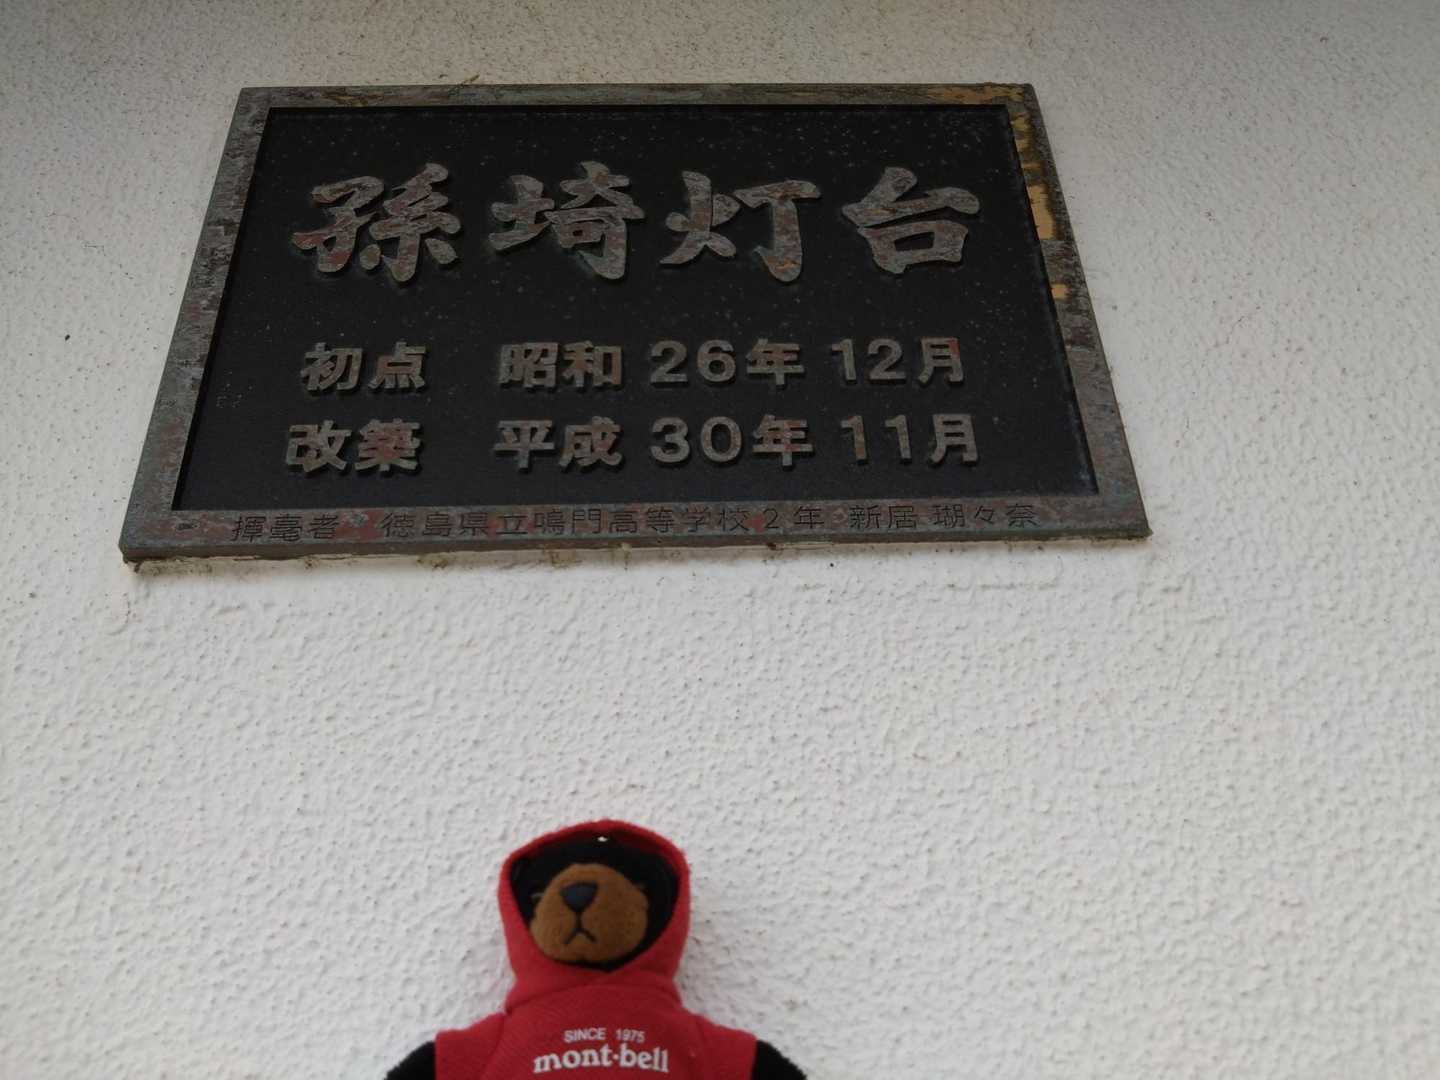 孫埼灯台
初点 昭和 26年 12月
改築 平成 30年 11月
揮毫者 徳島県立鳴門高等学校2年 新居 瑚々奈
SINCE 1975
mont-bell